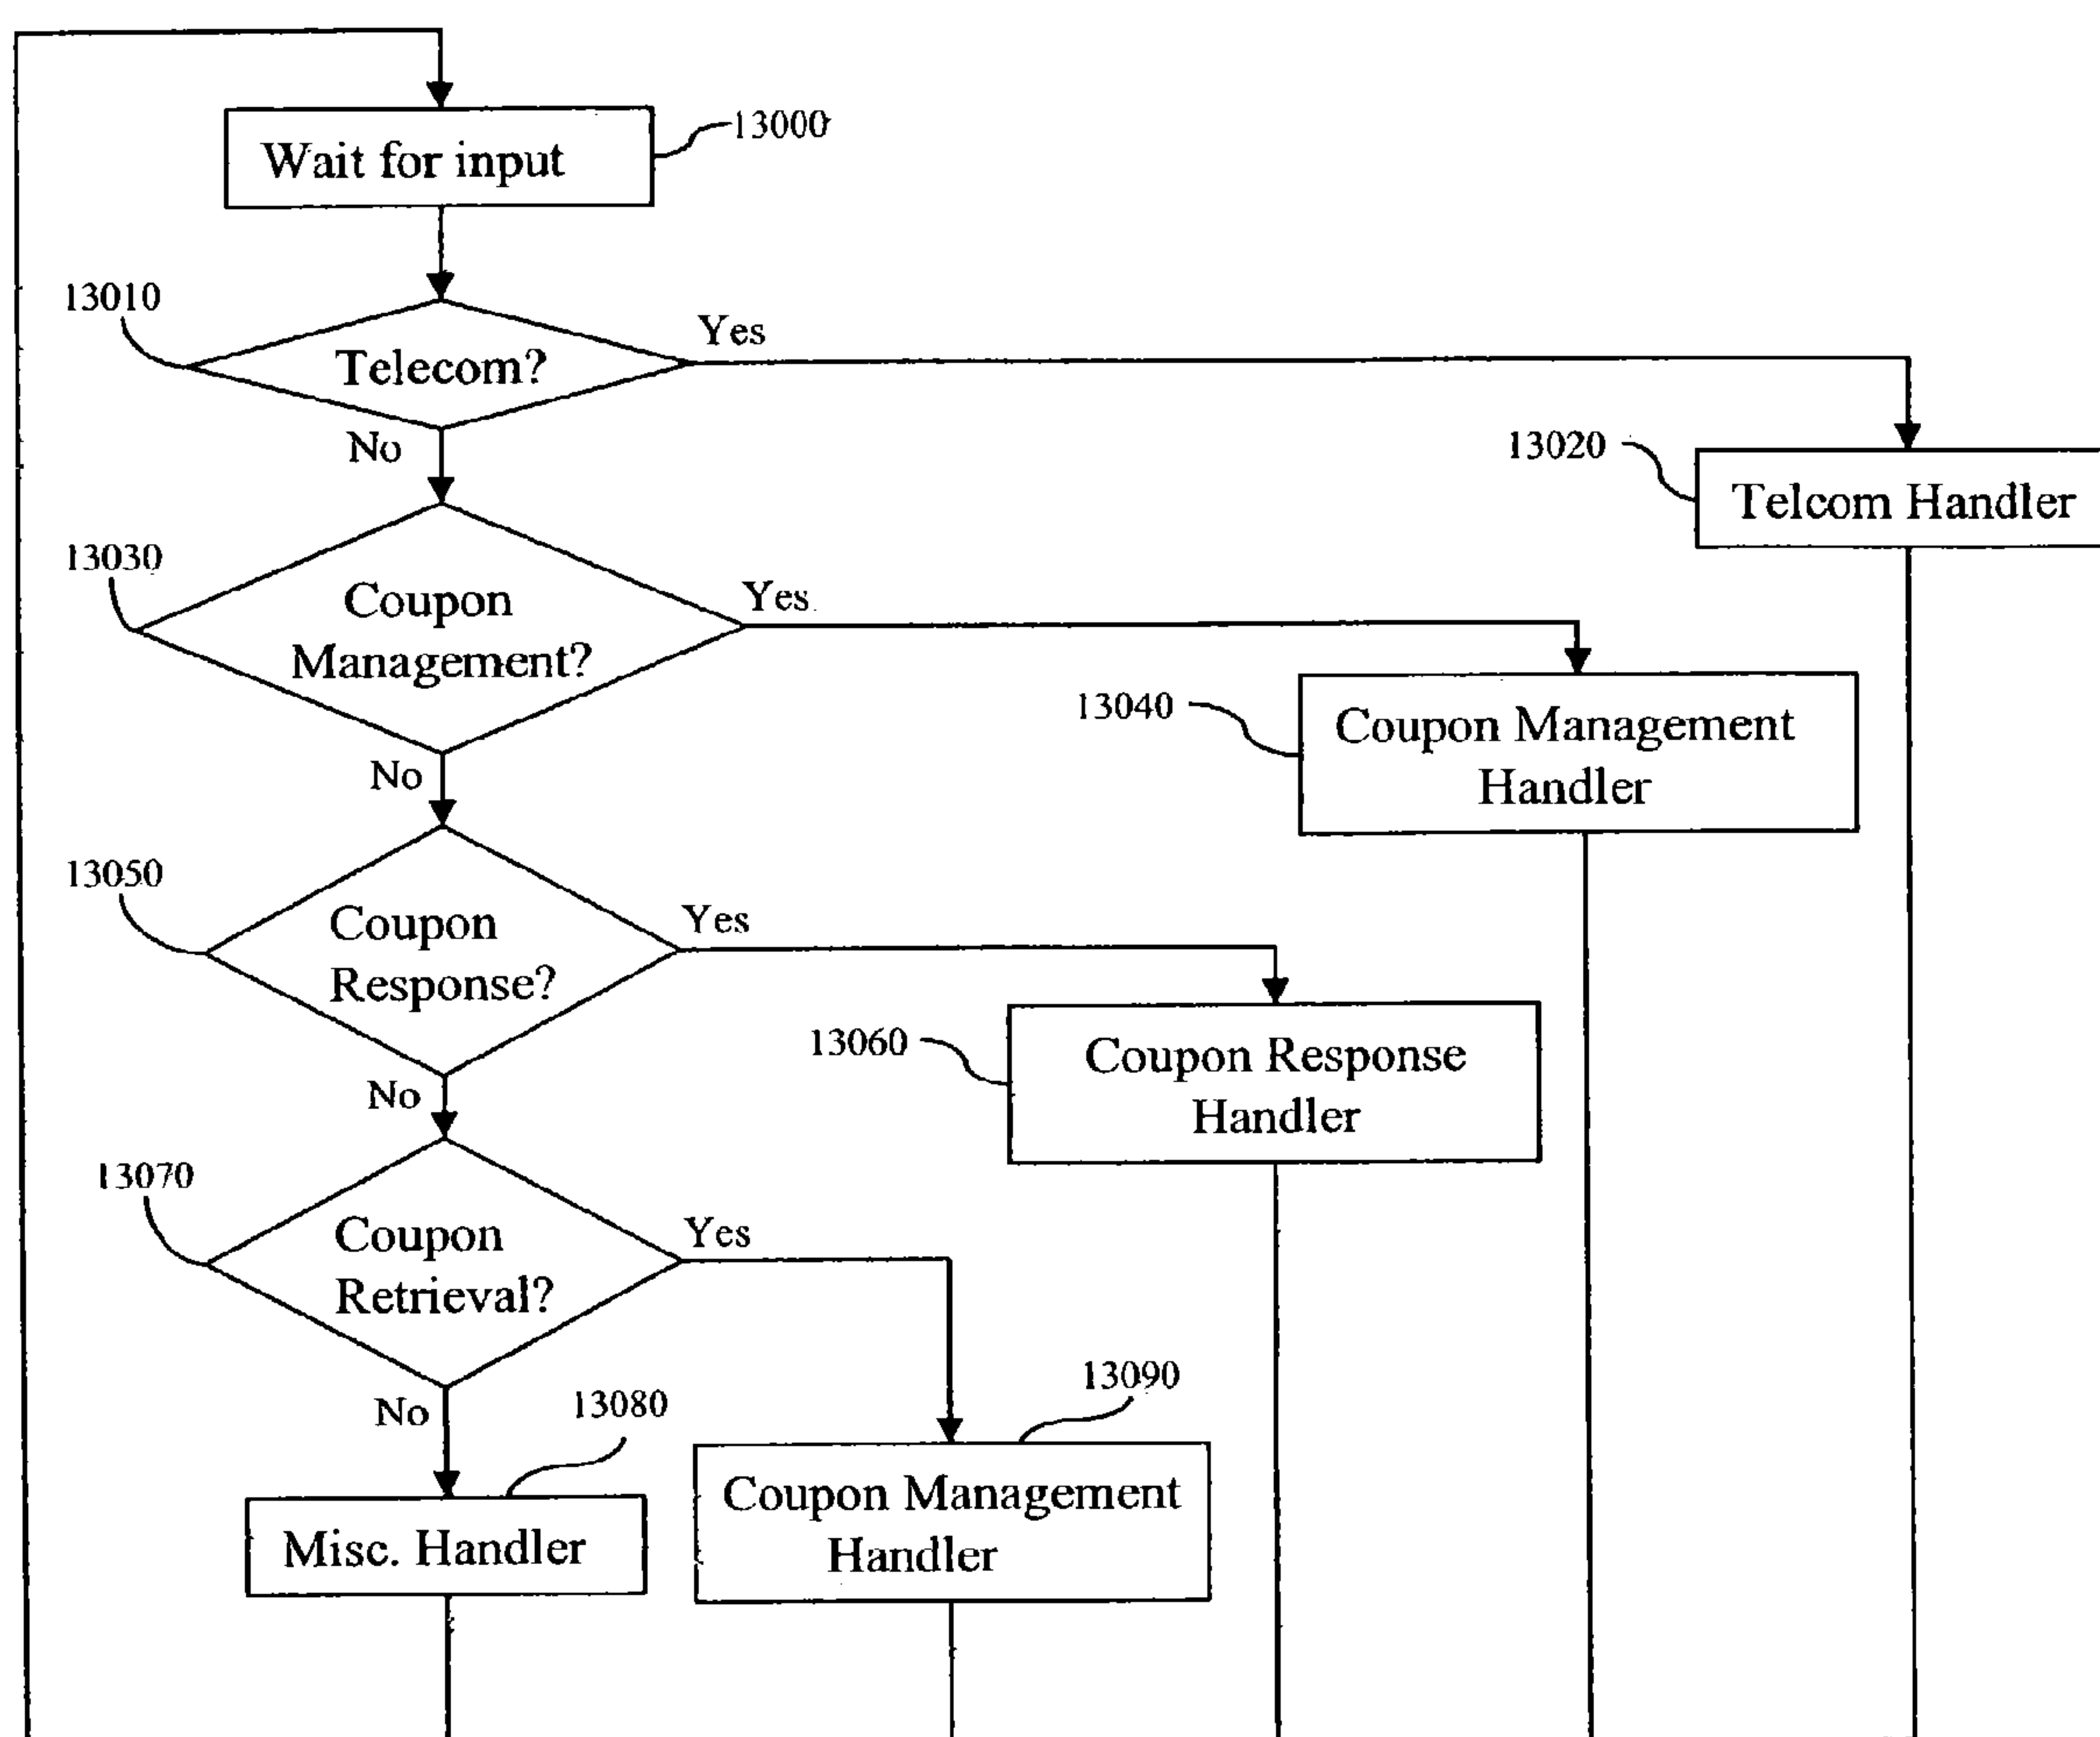 13000
Wait for input
13010
Telecom?
Yes
No
13020
Telcom Handler
13030
Coupon
Management?
Yes
No
13040
Coupon Management
Handler
13050
Coupon
Response?
Yes
No
13060
Coupon Response
Handler
13070
Coupon
Retrieval?
Yes
No
13080
Misc. Handler
13090
Coupon Management
Handler